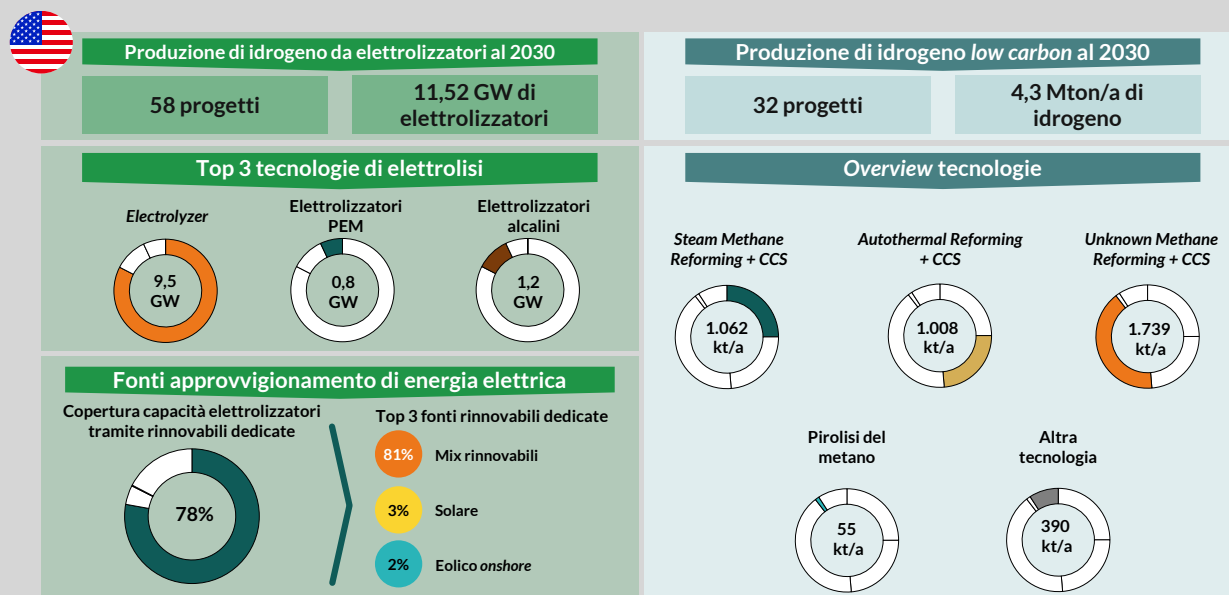 Produzione di idrogeno da elettrolizzatori al 2030
58 progetti
11,52 GW di
elettrolizzatori
Top 3 tecnologie di elettrolisi
Electrolyzer
9,5
GW
Elettrolizzatori
PEM
0,8
GW
Elettrolizzatori
alcalini
1,2
GW
Fonti approvvigionamento di energia elettrica
Copertura capacità elettrolizzatori
tramite rinnovabili dedicate
78%
Top 3 fonti rinnovabili dedicate
81%
Mix rinnovabili
3%
Solare
2%
Eolico onshore
Produzione di idrogeno low carbon al 2030
32 progetti
4,3 Mton/a di
idrogeno
Overview tecnologie
Steam Methane
Reforming + CCS
1.062
kt/a
Autothermal Reforming
+ CCS
1.008
kt/a
Unknown Methane
Reforming + CCS
1.739
kt/a
Pirolisi del
metano
55
kt/a
Altra
tecnologia
390
kt/a